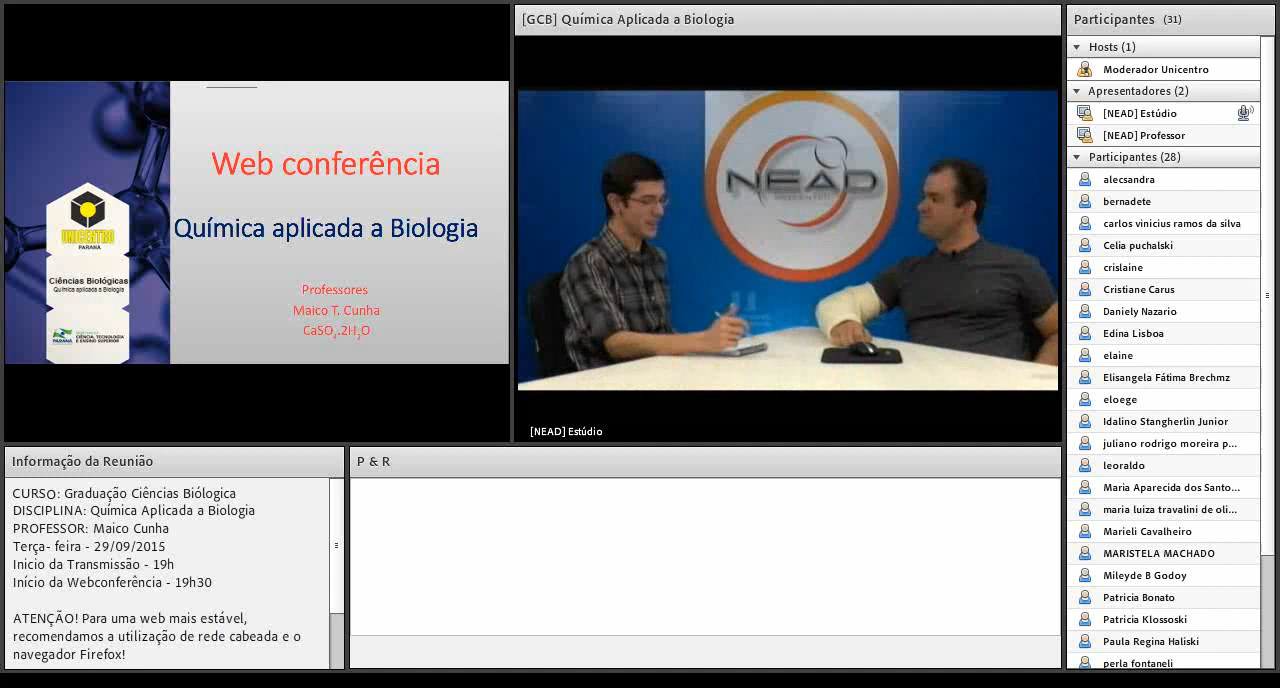 Web conferência
Química aplicada a Biologia
Professores
Maico T. Cunha
CaSO4.2H2O
UNICENTRO
PARANÁ
Ciências Biológicas
Química aplicada a Biologia
PARANÁ
CIÊNCIA, TECNOLOGIA
E ENSINO SUPERIOR
[GCB] Química Aplicada a Biologia
NEAD
[NEAD] Estúdio
Participantes (31)
Hosts (1)
Moderador Unicentro
Apresentadores (2)
[NEAD] Estúdio
[NEAD] Professor
Participantes (28)
alecsandra
bernadete
carlos vinicius ramos da silva
Celia puchalski
crislaine
Cristiane Carus
Daniely Nazario
Edina Lisboa
elaine
Elisangela Fátima Brechmz
eloege
Idalino Stangherlin Junior
juliano rodrigo moreira p...
leoraldo
Maria Aparecida dos Santo...
maria luiza travalini de oli...
Marieli Cavalheiro
MARISTELA MACHADO
Mileyde B Godoy
Patricia Bonato
Patricia Klossoski
Paula Regina Haliski
perla fontaneli
Informação da Reunião
CURSO: Graduação Ciências Biólogica
DISCIPLINA: Química Aplicada a Biologia
PROFESSOR: Maico Cunha
Terça- feira - 29/09/2015
Inicio da Transmissão - 19h
Início da Webconferência - 19h30
ATENÇÃO! Para uma web mais estável,
recomendamos a utilização de rede cabeada e o
navegador Firefox!
P & R